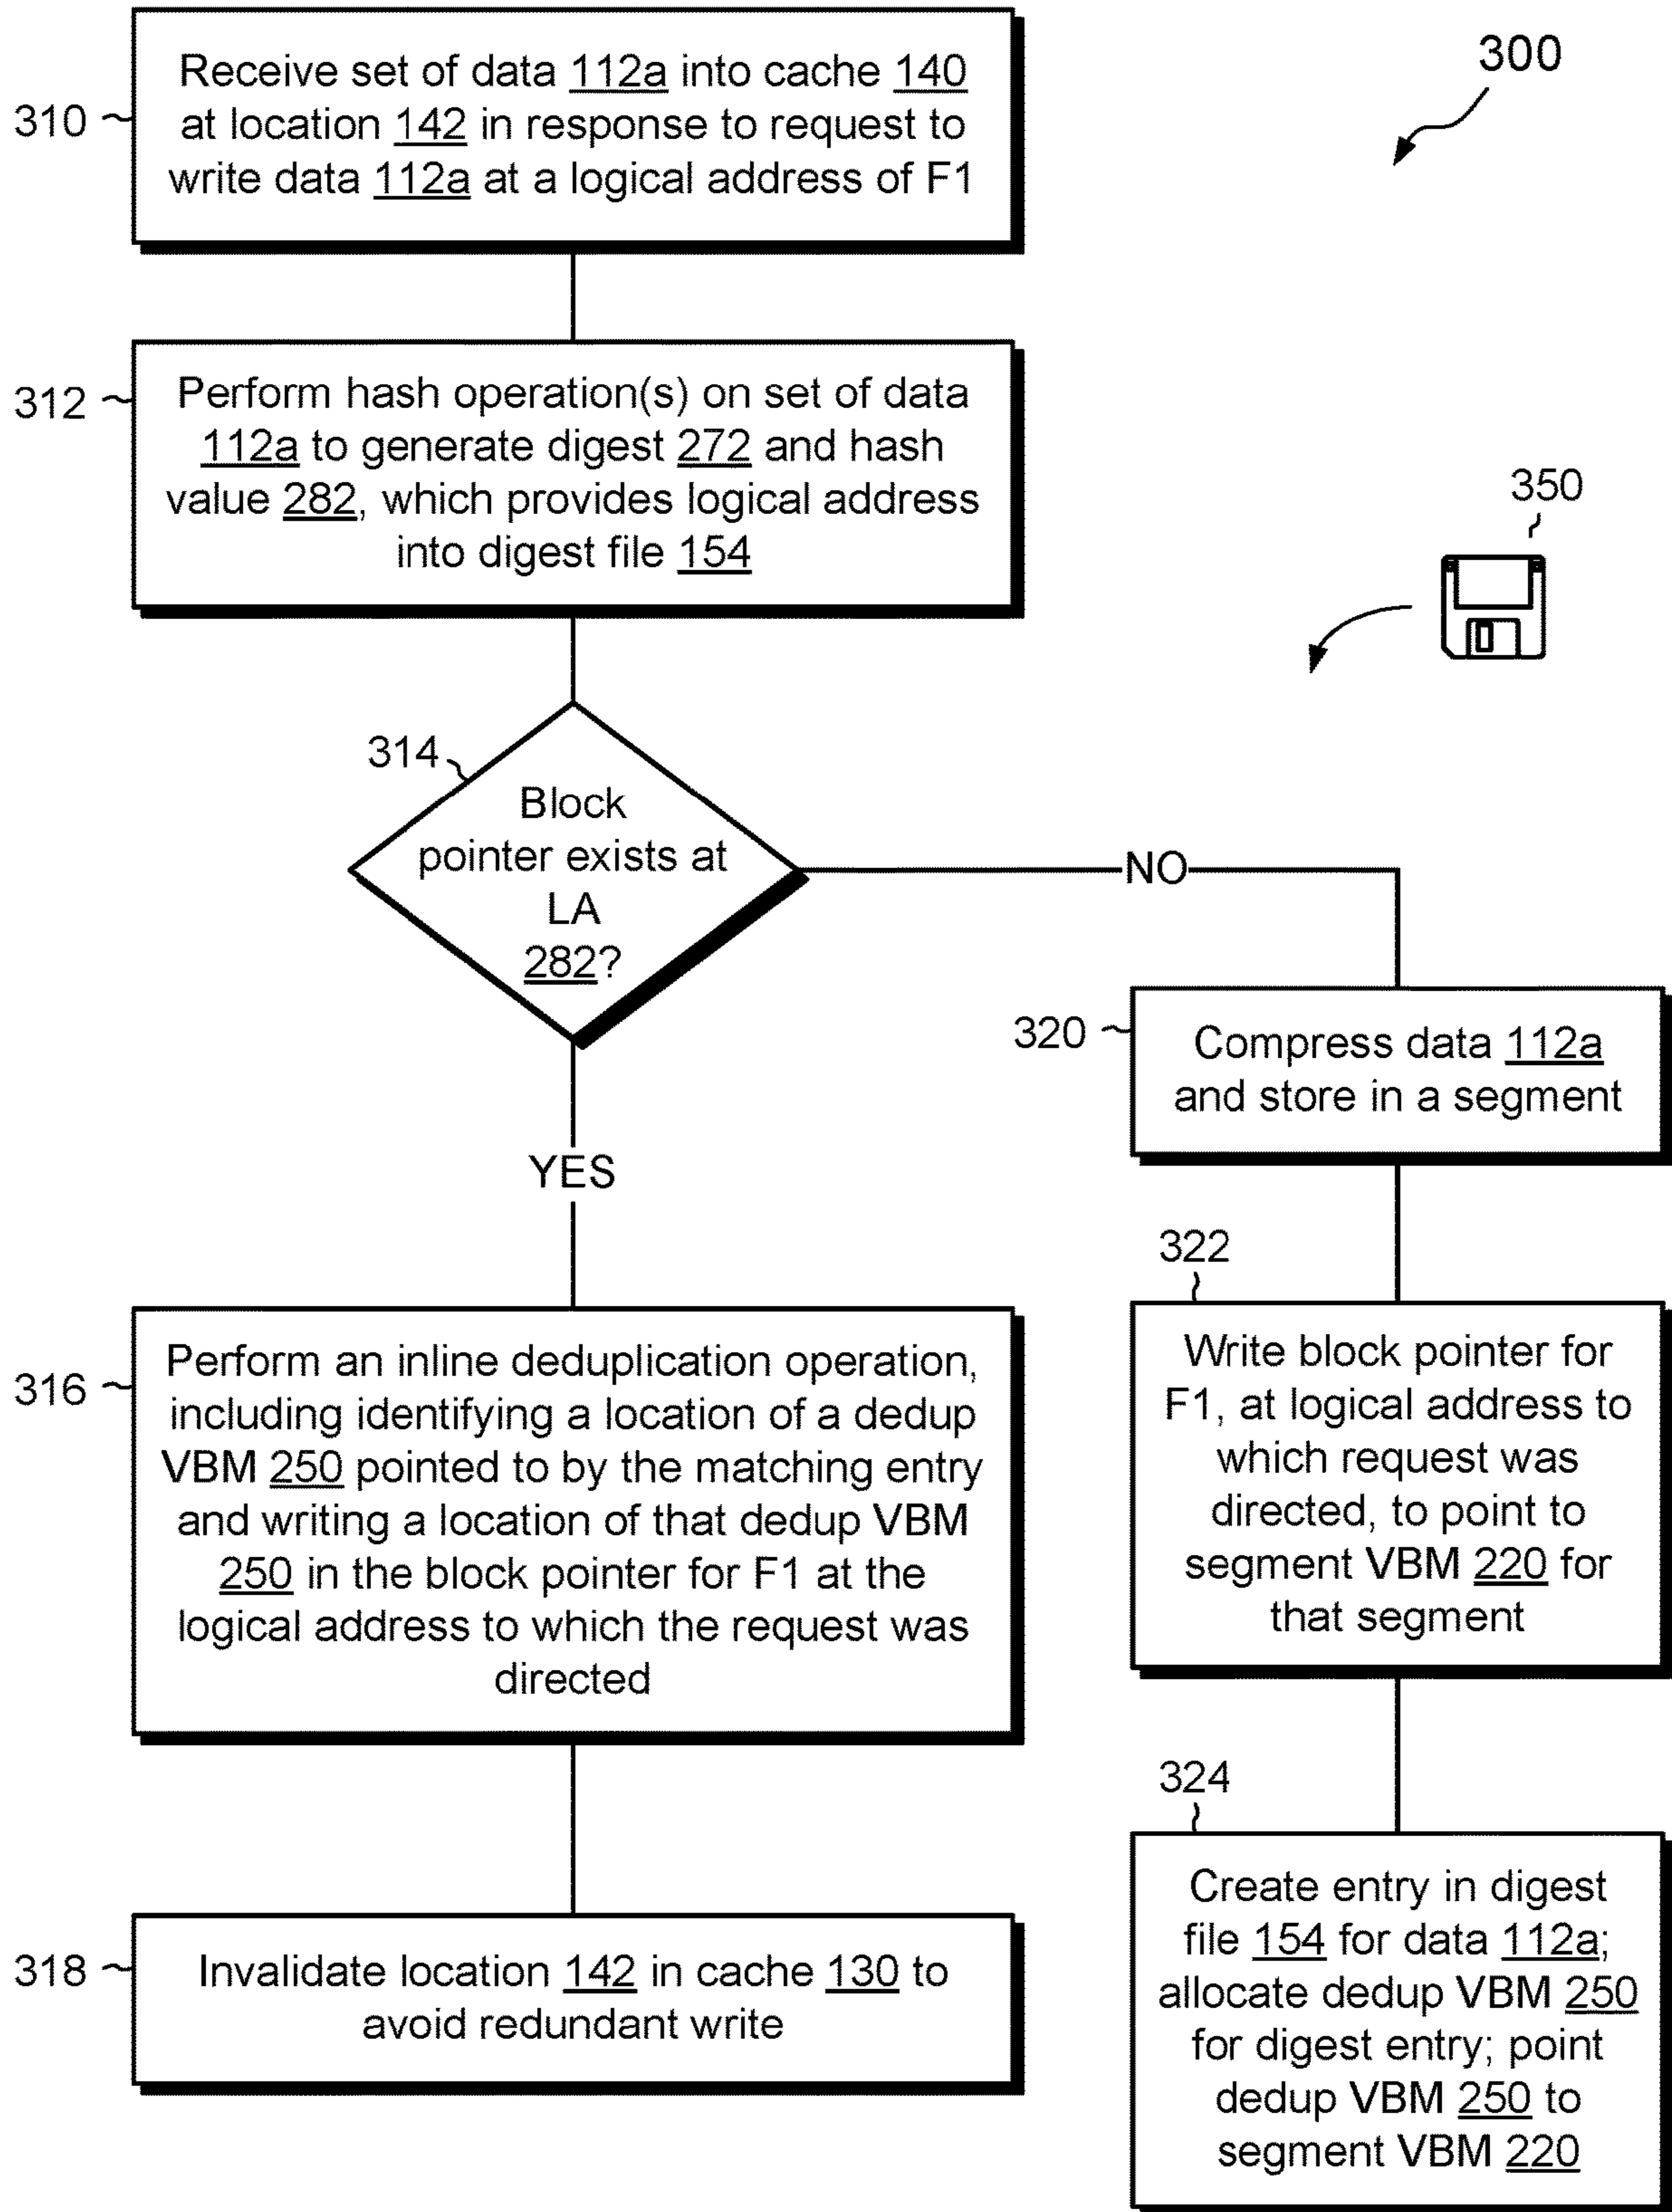 300
310
Receive set of data 112a into cache 140
at location 142 in response to request to
write data 112a at a logical address of F1
312
Perform hash operation(s) on set of data
112a to generate digest 272 and hash
value 282, which provides logical address
into digest file 154
350
314
Block
pointer exists at
LA
282?
NO
YES
316
Perform an inline deduplication operation,
including identifying a location of a dedup
VBM 250 pointed to by the matching entry
and writing a location of that dedup VBM
250 in the block pointer for F1 at the
logical address to which the request was
directed
318
Invalidate location 142 in cache 130 to
avoid redundant write
320
Compress data 112a
and store in a segment
322
Write block pointer for
F1, at logical address to
which request was
directed, to point to
segment VBM 220 for
that segment
324
Create entry in digest
file 154 for data 112a;
allocate dedup VBM 250
for digest entry; point
dedup VBM 250 to
segment VBM 220